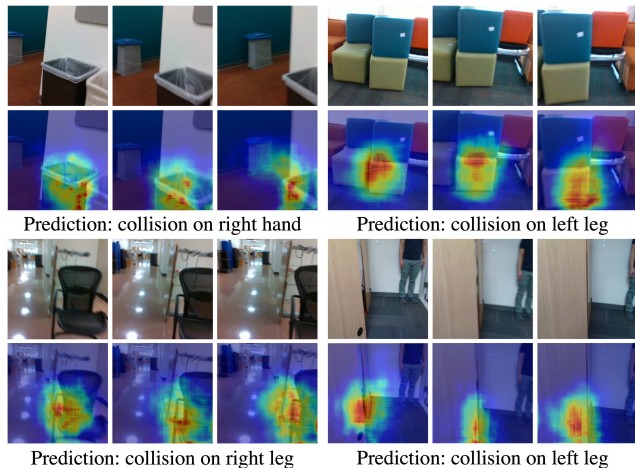 Prediction: collision on right hand
Prediction: collision on left leg
Prediction: collision on right leg
Prediction: collision on left leg